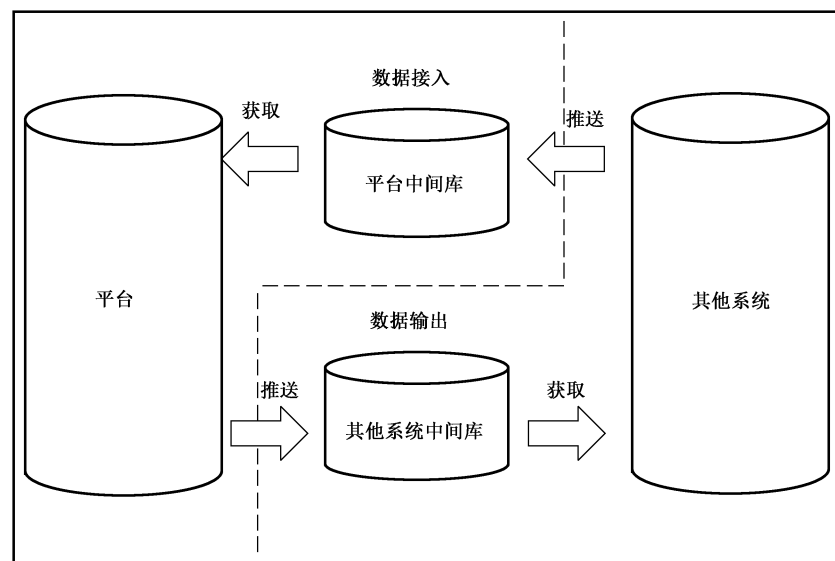 数据接入
获取
推送
平台中间库
平台
其他系统
数据输出
推送
获取
其他系统中间库